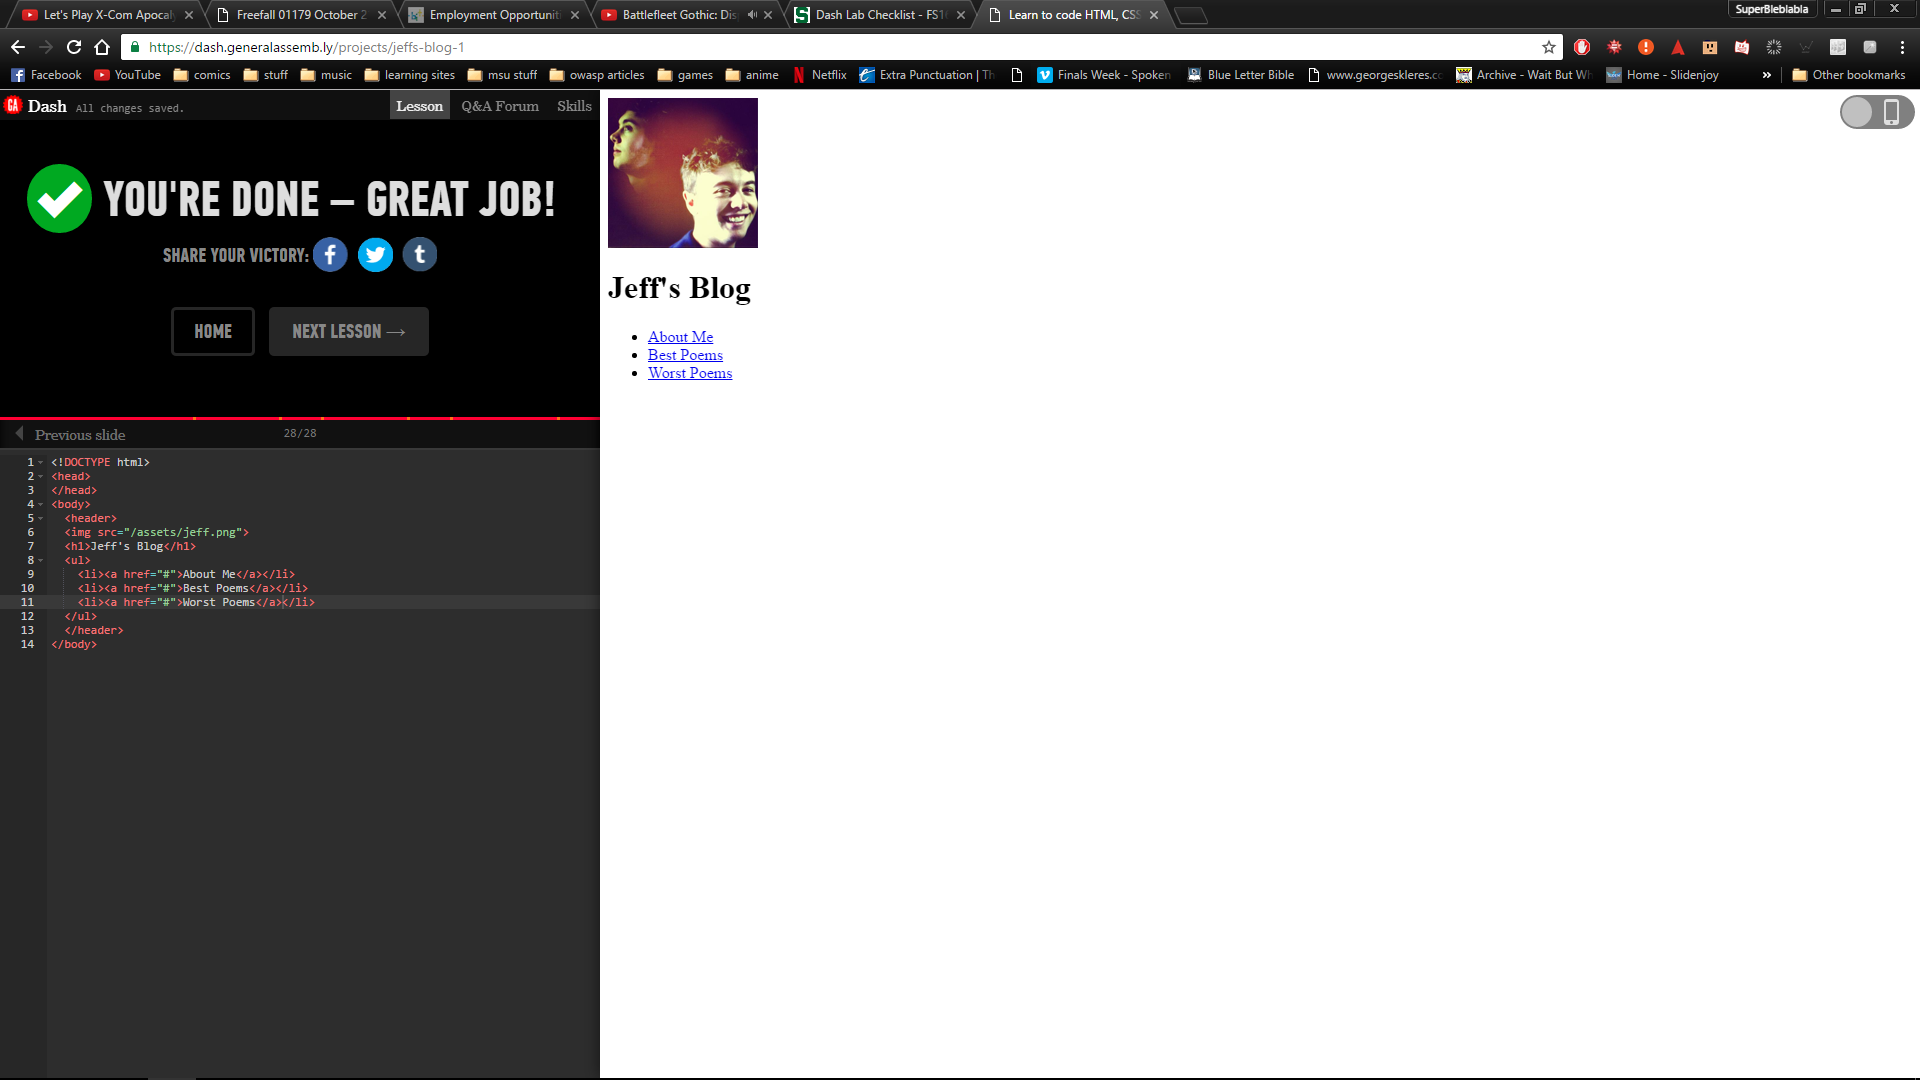 Let's Play X-Com Apocaly
Freefall 01179 October 2
Employment Opportuniti
Battlefleet Gothic: Dis
Dash Lab Checklist - FS1
Learn to code HTML, CSS
SuperBleblabla
https://dash.generalassemb.ly/projects/jeffs-blog-1
Facebook
YouTube
comics
stuff
music
learning sites
msu stuff
owasp articles
games
anime
Netflix
Extra Punctuation | Th
Finals Week - Spoken
Blue Letter Bible
www.georgeskleres.co
Archive - Wait But Wh
Home - Slidenjoy
»
Other bookmarks
GA
Dash
All changes saved.
Lesson
Q&A Forum
Skills
YOU'RE DONE — GREAT JOB!
SHARE YOUR VICTORY:
HOME
NEXT LESSON →
Previous slide
28/28
1 <!DOCTYPE html>
2 <head>
3 </head>
4 <body>
5 <header>
6 <img src="/assets/jeff.png">
7 <h1>Jeff's Blog</h1>
8 <ul>
9 <li><a href="#">About Me</a></li>
10 <li><a href="#">Best Poems</a></li>
11 <li><a href="#">Worst Poems</a></li>
12 </ul>
13 </header>
14 </body>
Jeff's Blog
About Me
Best Poems
Worst Poems